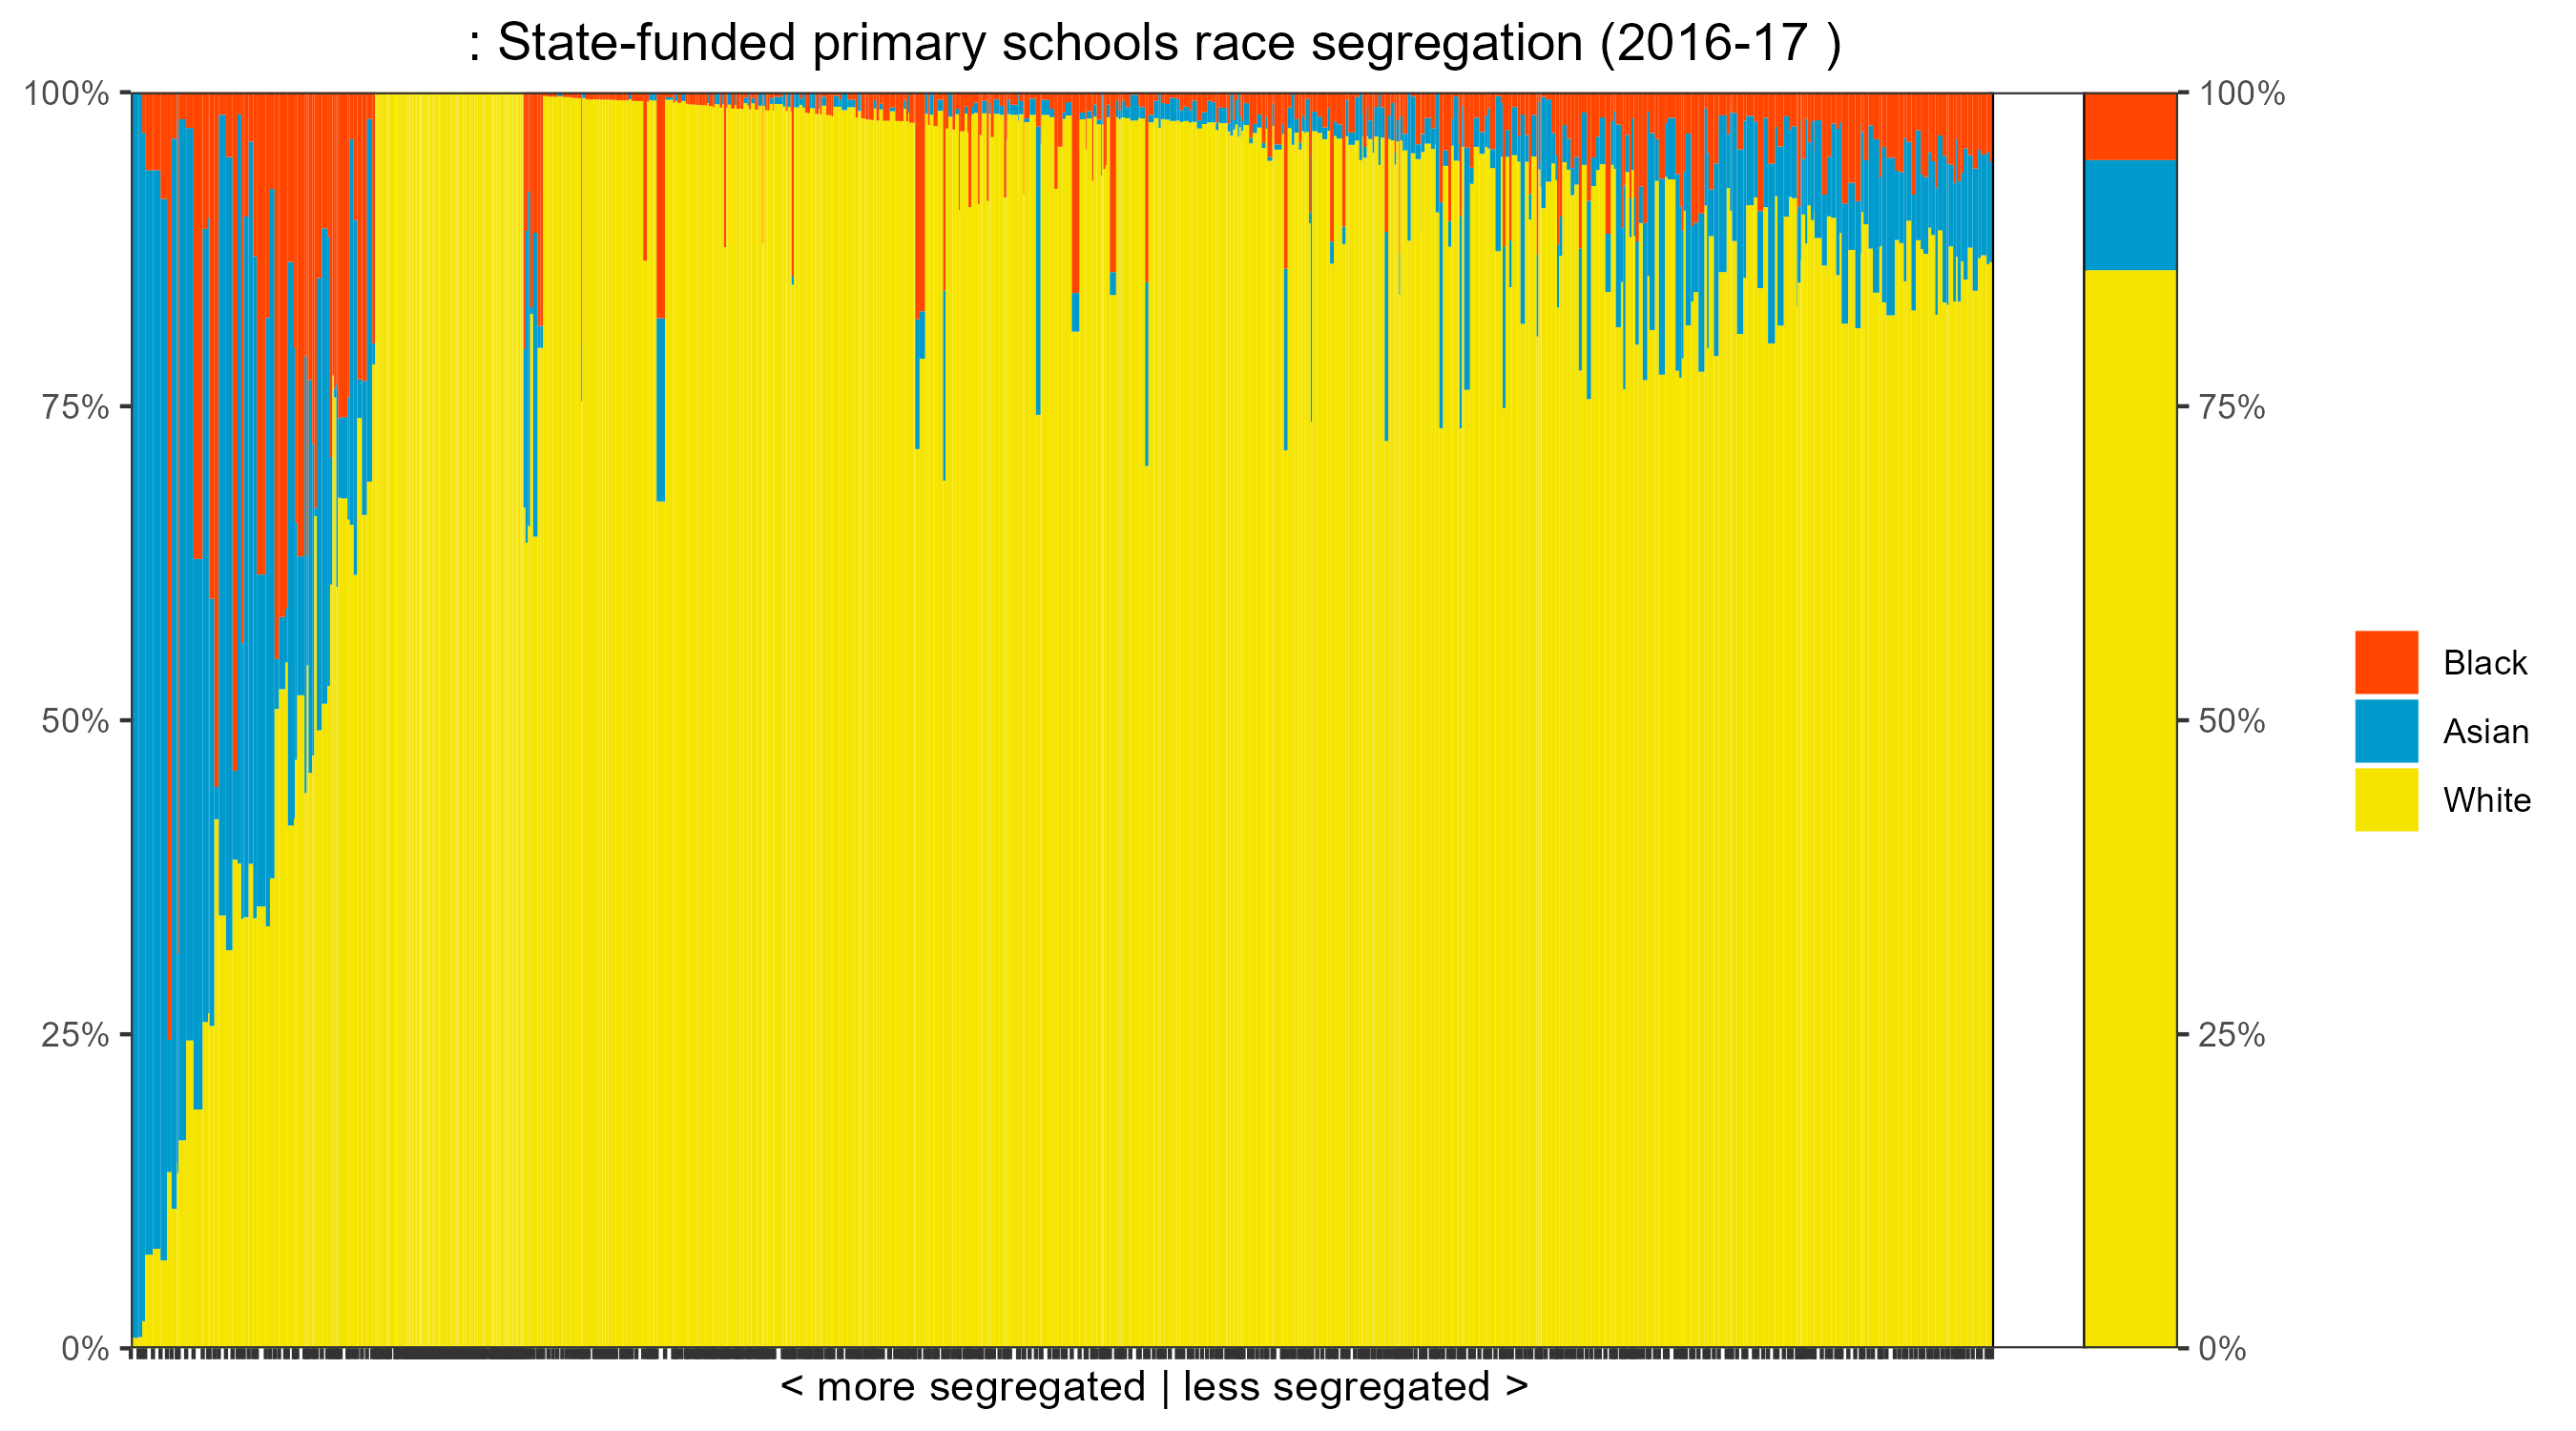 : State-funded primary schools race segregation (2016-17 )
100%
75%
50%
25%
0%
100%
75%
50%
25%
0%
Black
Asian
White
< more segregated | less segregated >